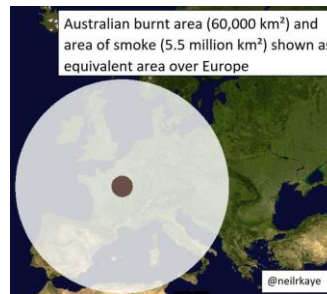 Australian burnt area (60,000 km²) and
area of smoke (5.5 million km²) shown as
equivalent area over Europe
@neilrkaye